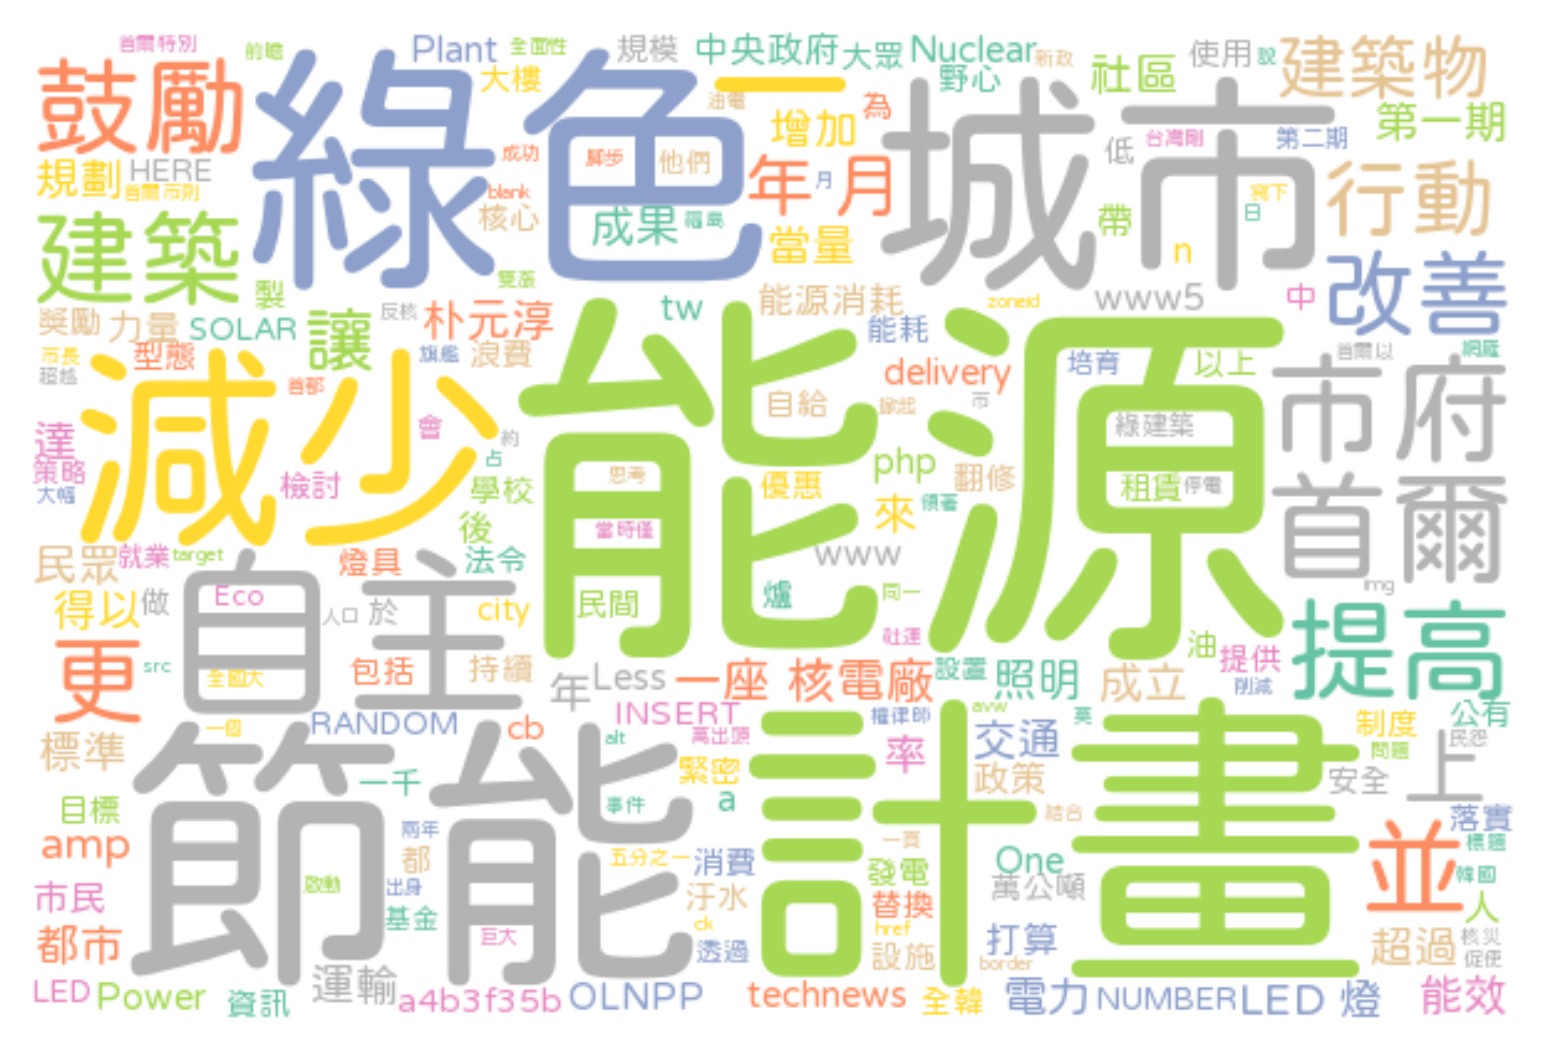 首爾特別 前瞻 Plant 全面性 規模 中央政府 大眾 Nuclear 新政 使用 說 建築物
鼓勵 綠色 大樓 一 野心 社區 城市
油電 增加 為 第一期
規劃 HERE 成功 腳步 他們 年月 低 台灣剛 第二期 行動
首爾市則 blank 月 寫下
建築 核心 成果 福島 當量 帶 日 n
製 雙漲 能源消耗 zoneid www5 中 改善
獎勵 力量 SOLAR 讓 反核 朴元淳 tw 能耗
市長 型態 旗艦 浪費 培育 以上 首爾以 網羅
超越 減少 首都 能源 delivery 自給 掀起 市 市府
達 會 約 綠建築
策略 占 思考 php
大幅 檢討 學校 優惠 翻修 租賃 停電 首爾
後 當時僅 來 領著
民眾 就業 target 燈具 法令 www img
得以 做 自主 Eco 人口 於 city 民間 爐 同一 提高
更 src 社運 油
全國大 包括 持續 年 Less 一座 核電廠 設置 照明 成立 提供
削減
標準 一個 RANDOM cb INSERT 權律師 avw 英 制度 公有
節能 alt 萬出頭 計畫 率 交通 問題 民怨
目標 一千 事件 緊密 a 政策 安全 上
amp 兩年 結合 落實
都 五分之一 消費 一頁 One 並 標題
市民 啟動 出身 發電 萬公噸 韓國
基金 汙水 替換 人
都市 巨大 ck href 打算 超過 核災
透過 設施 border 促使
LED Power 資訊 運輸 a4b3f35b OLNPP technews 全韓 電力 NUMBER LED 燈 能效